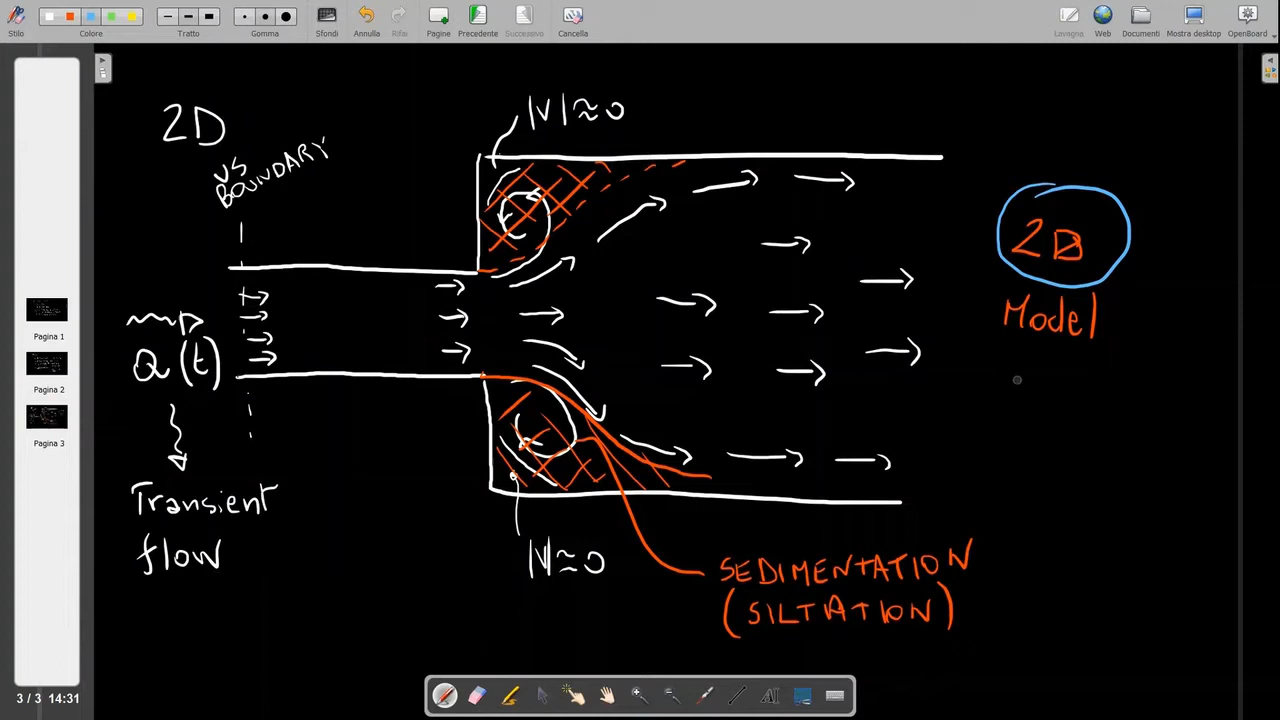 Stilo
Colore
Tratto
Gomma
Sfondi
Annulla
Rifai
Pagine
Precedente
Successivo
Cancella
Lavagna
Web
Documenti
Mostra desktop
OpenBoard
Pagina 1
Pagina 2
Pagina 3
3 / 3 14:31
2D
US
BOUNDARY
|V| ≈ 0
Q(t)
Transient
flow
|V| ≈ 0
SEDIMENTATION
(SILTATION)
2D
Model
AI